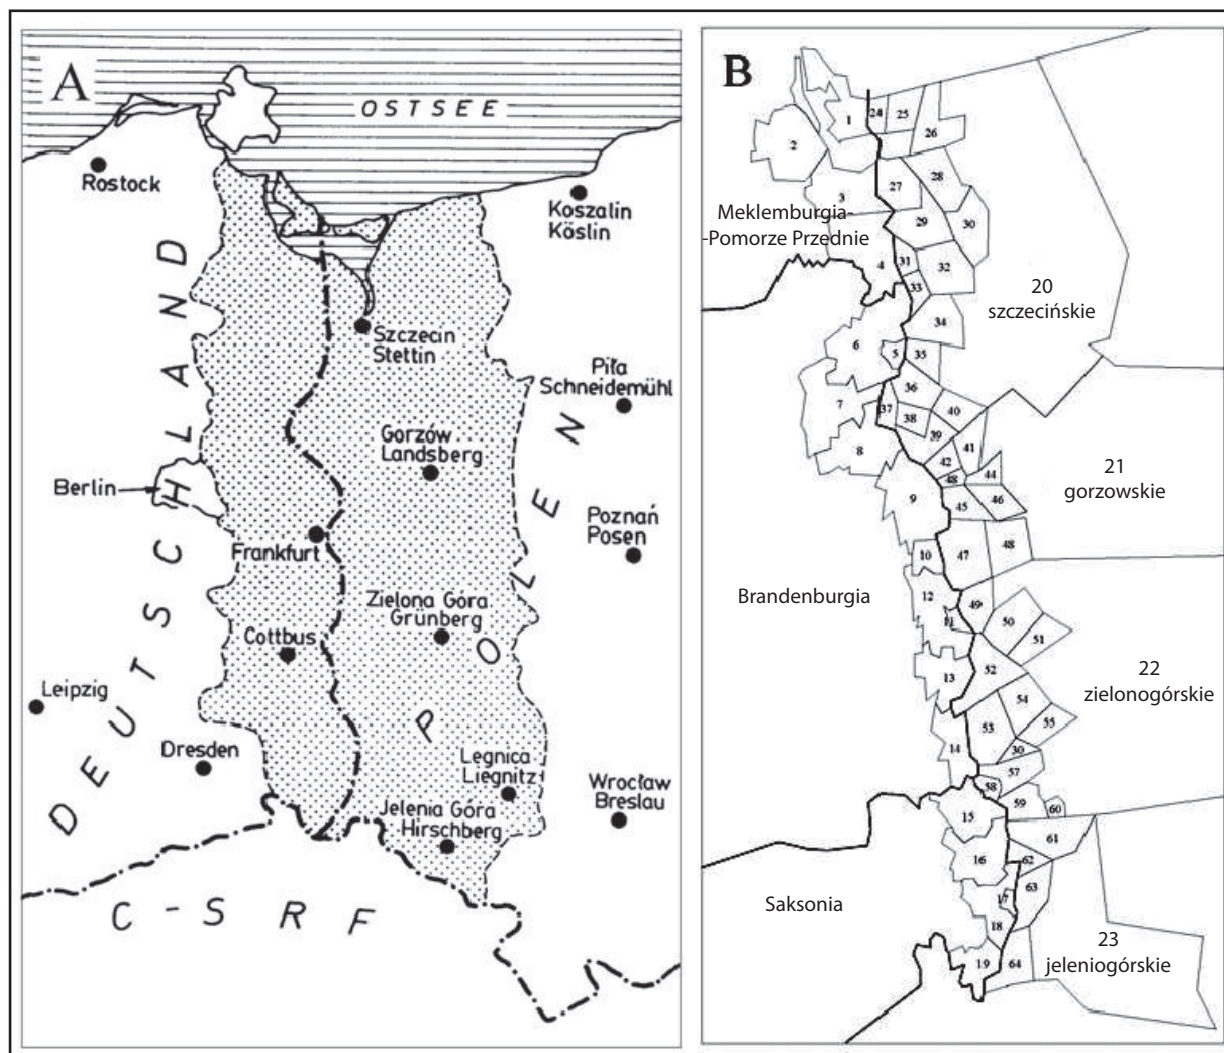 A
OSTSEE
Rostock
Koszalin
Köslin
Szczecin
Stettin
Piła
Schneidemühl
Gorzów
Landsberg
Berlin
Poznań
Posen
Frankfurt
Zielona Góra
Grünberg
Cottbus
Leipzig
Dresden
Legnica
Liegnitz
Wrocław
Breslau
Jelenia Góra
Hirschberg
DEUTSCHLAND
POLEN
C-SRF
B
1
24
25
26
2
27
28
3
29
30
Meklemburgia-
-Pomorze Przednie
4
31
32
33
20
szczecińskie
34
6
5
35
36
7
37
38
40
39
41
8
42
48
44
21
gorzowskie
9
45
46
10
47
48
Brandenburgia
12
49
11
50
51
13
52
22
zielonogórskie
54
53
55
14
30
57
58
15
59
60
61
16
62
63
17
Saksonia
18
23
jeleniogórskie
19
64